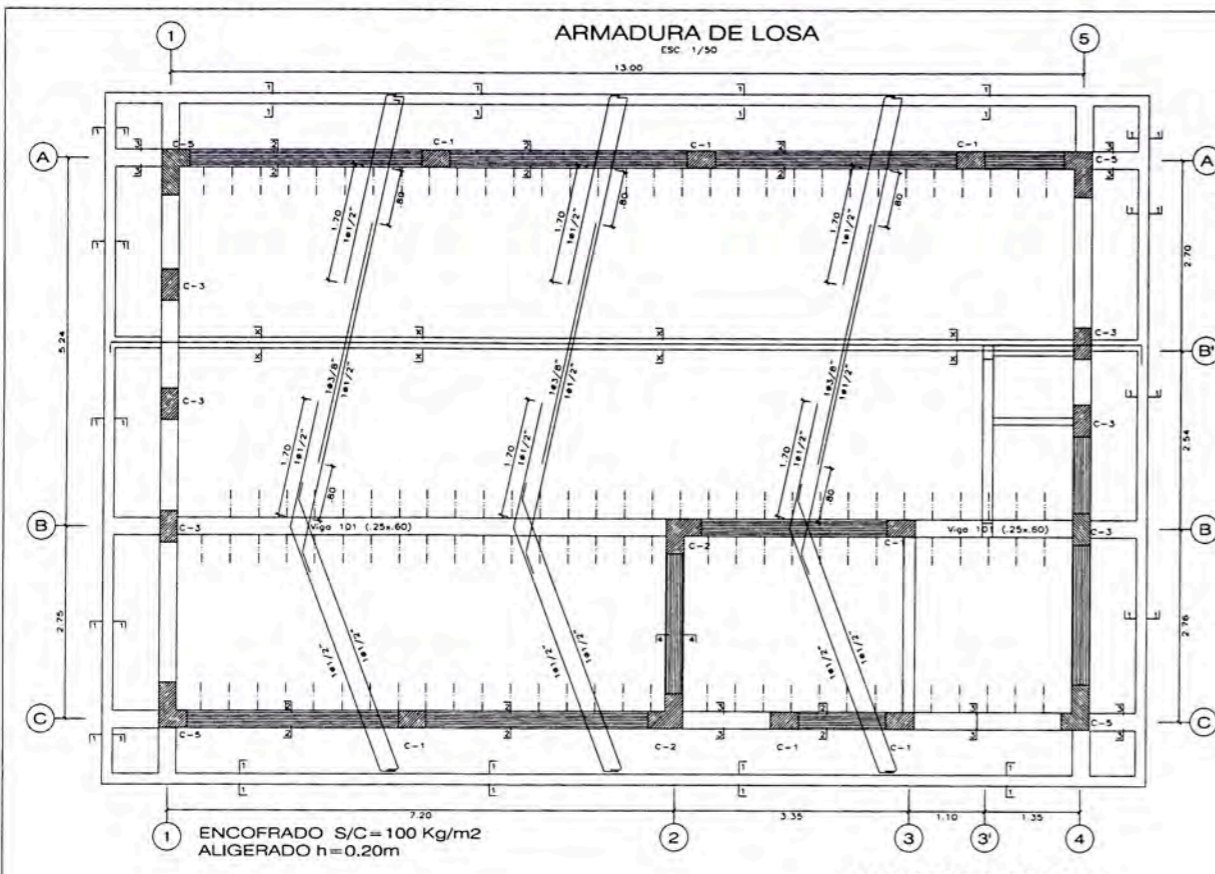 ARMADURA DE LOSA
ESC. 1/50
1
5
13.00
A
A
C-5
C-1
C-1
C-1
C-5
1.70
1ø1/2"
.80
1.70
1ø1/2"
.80
1.70
1ø1/2"
.80
5.24
2.70
C-3
C-3
B'
1ø3/8"
1ø1/2"
1ø3/8"
1ø1/2"
1ø3/8"
1ø1/2"
C-3
C-3
1.70
1ø1/2"
.80
1.70
1ø1/2"
1.70
1ø1/2"
.80
2.54
B
B
C-3
Viga 101 (.25x.60)
C-2
C-1
Viga 101 (.25x.60)
C-3
2.75
2.76
1ø1/2"
1ø1/2"
1ø1/2"
1ø1/2"
1ø1/2"
1ø1/2"
C
C
C-5
C-1
C-2
C-1
C-1
C-5
7.20
3.35
1.10
1.35
1
2
3
3'
4
ENCOFRADO S/C=100 Kg/m2
ALIGERADO h=0.20m